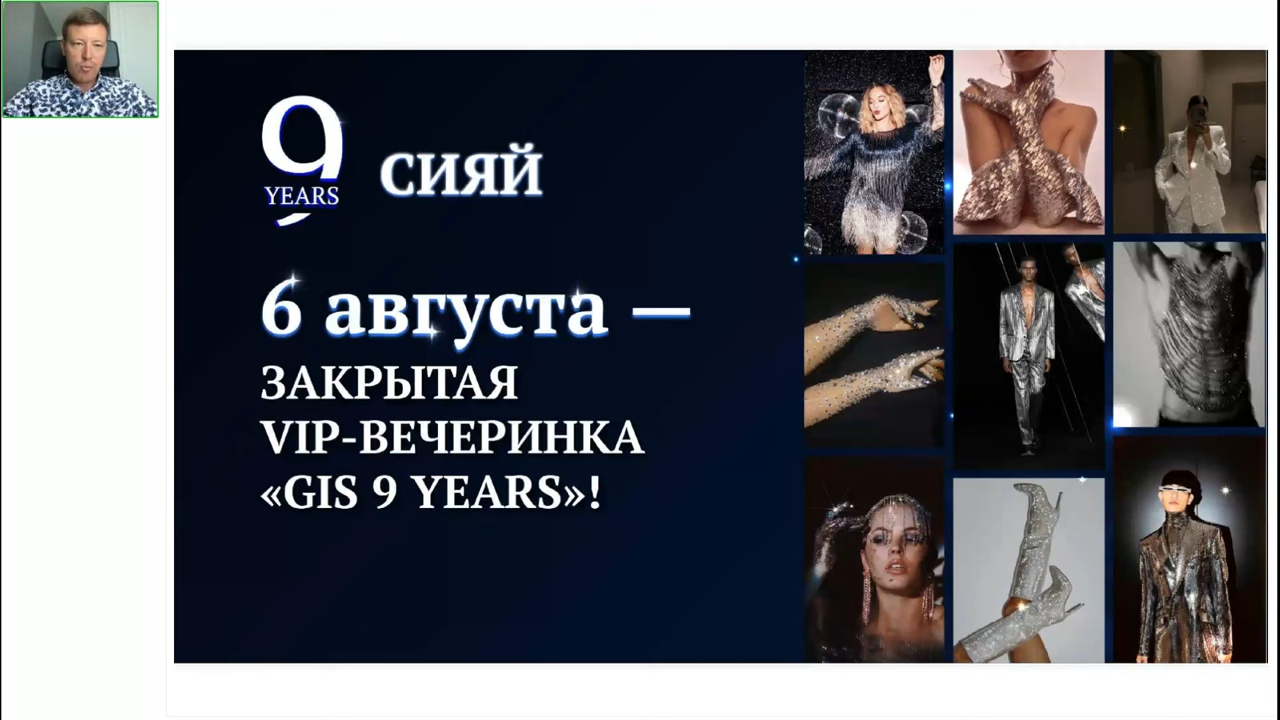 9
YEARS
СИЯЙ
6 августа —
ЗАКРЫТАЯ
VIP-ВЕЧЕРИНКА
«GIS 9 YEARS»!